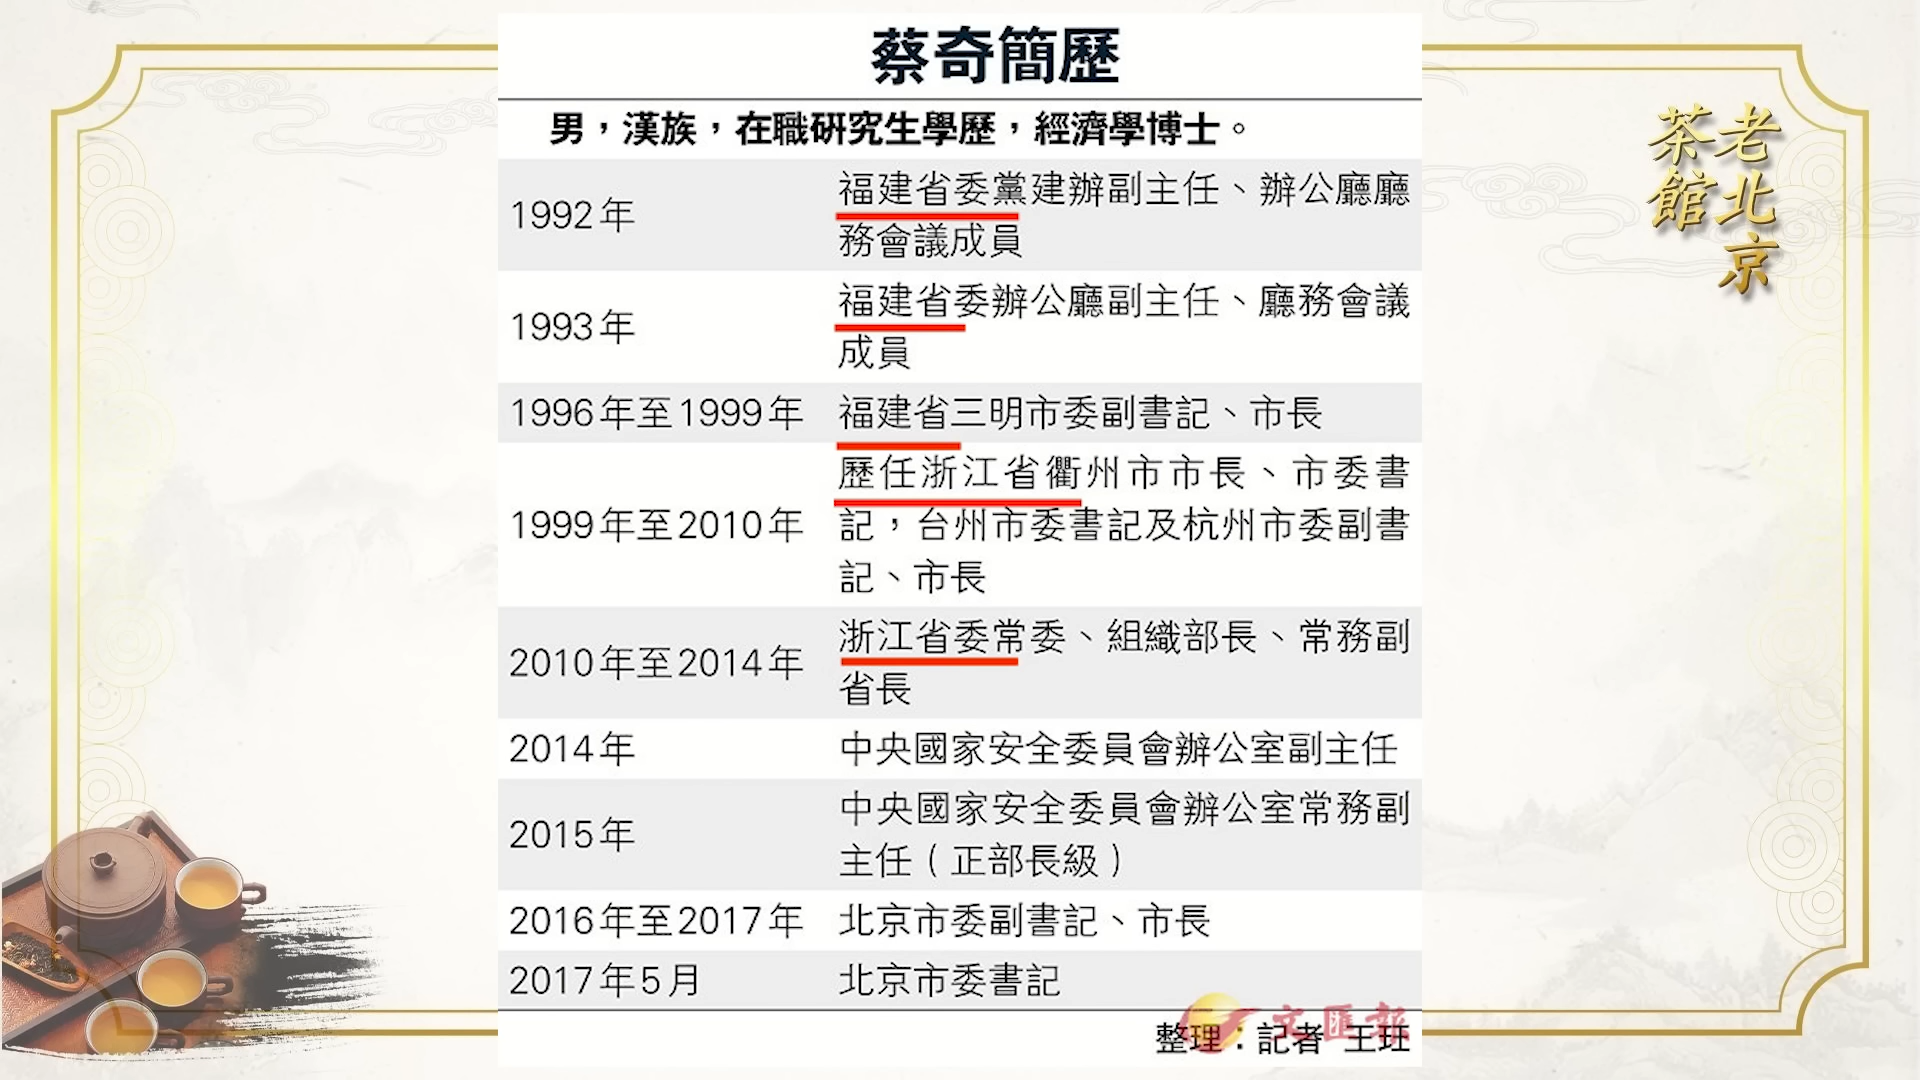 蔡奇簡歷
男，漢族，在職研究生學歷，經濟學博士。
1992年
福建省委黨建辦副主任、辦公廳廳
務會議成員
1993年
福建省委辦公廳副主任、廳務會議
成員
1996年至1999年
福建省三明市委副書記、市長
1999年至2010年
歷任浙江省衢州市市長、市委書
記，台州市委書記及杭州市委副書
記、市長
2010年至2014年
浙江省委常委、組織部長、常務副
省長
2014年
中央國家安全委員會辦公室副主任
2015年
中央國家安全委員會辦公室常務副
主任（正部長級）
2016年至2017年
北京市委副書記、市長
2017年5月
北京市委書記
文匯報
整理：記者 王玨
老北京
茶館